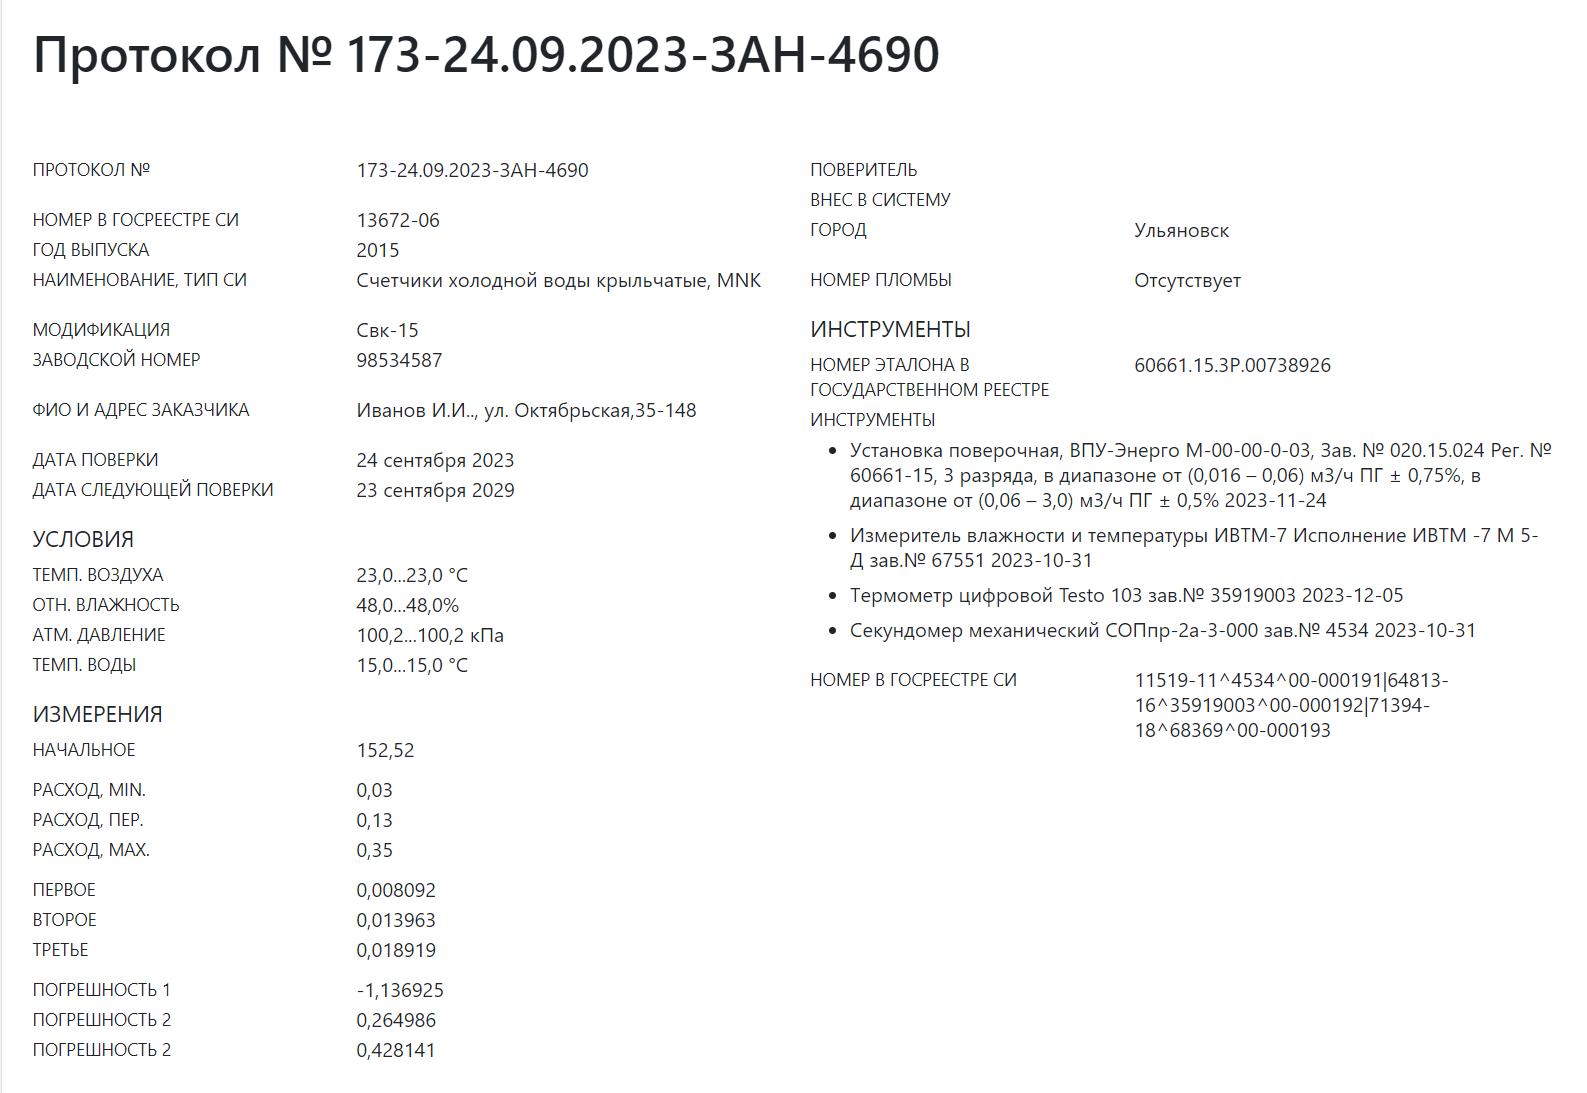 Протокол № 173-24.09.2023-ЗАН-4690
ПРОТОКОЛ № 173-24.09.2023-ЗАН-4690
НОМЕР В ГОСРЕЕСТРЕ СИ 13672-06
ГОД ВЫПУСКА 2015
НАИМЕНОВАНИЕ, ТИП СИ Счетчики холодной воды крыльчатые, MNK
МОДИФИКАЦИЯ Свк-15
ЗАВОДСКОЙ НОМЕР 98534587
ФИО И АДРЕС ЗАКАЗЧИКА Иванов И.И.., ул. Октябрьская,35-148
ДАТА ПОВЕРКИ 24 сентября 2023
ДАТА СЛЕДУЮЩЕЙ ПОВЕРКИ 23 сентября 2029
УСЛОВИЯ
ТЕМП. ВОЗДУХА 23,0...23,0 °C
ОТН. ВЛАЖНОСТЬ 48,0...48,0%
АТМ. ДАВЛЕНИЕ 100,2...100,2 кПа
ТЕМП. ВОДЫ 15,0...15,0 °C
ИЗМЕРЕНИЯ
НАЧАЛЬНОЕ 152,52
РАСХОД, MIN. 0,03
РАСХОД, ПЕР. 0,13
РАСХОД, MAX. 0,35
ПЕРВОЕ 0,008092
ВТОРОЕ 0,013963
ТРЕТЬЕ 0,018919
ПОГРЕШНОСТЬ 1 -1,136925
ПОГРЕШНОСТЬ 2 0,264986
ПОГРЕШНОСТЬ 2 0,428141
ПОВЕРИТЕЛЬ
ВНЕС В СИСТЕМУ
ГОРОД Ульяновск
НОМЕР ПЛОМБЫ Отсутствует
ИНСТРУМЕНТЫ
НОМЕР ЭТАЛОНА В 60661.15.3Р.00738926
ГОСУДАРСТВЕННОМ РЕЕСТРЕ
ИНСТРУМЕНТЫ
• Установка поверочная, ВПУ-Энерго М-00-00-0-03, Зав. № 020.15.024 Рег. №
60661-15, 3 разряда, в диапазоне от (0,016 – 0,06) м3/ч ПГ ± 0,75%, в
диапазоне от (0,06 – 3,0) м3/ч ПГ ± 0,5% 2023-11-24
• Измеритель влажности и температуры ИВТМ-7 Исполнение ИВТМ -7 М 5-
Д зав.№ 67551 2023-10-31
• Термометр цифровой Testo 103 зав.№ 35919003 2023-12-05
• Секундомер механический СОПпр-2а-3-000 зав.№ 4534 2023-10-31
НОМЕР В ГОСРЕЕСТРЕ СИ 11519-11^4534^00-000191|64813-
16^35919003^00-000192|71394-
18^68369^00-000193